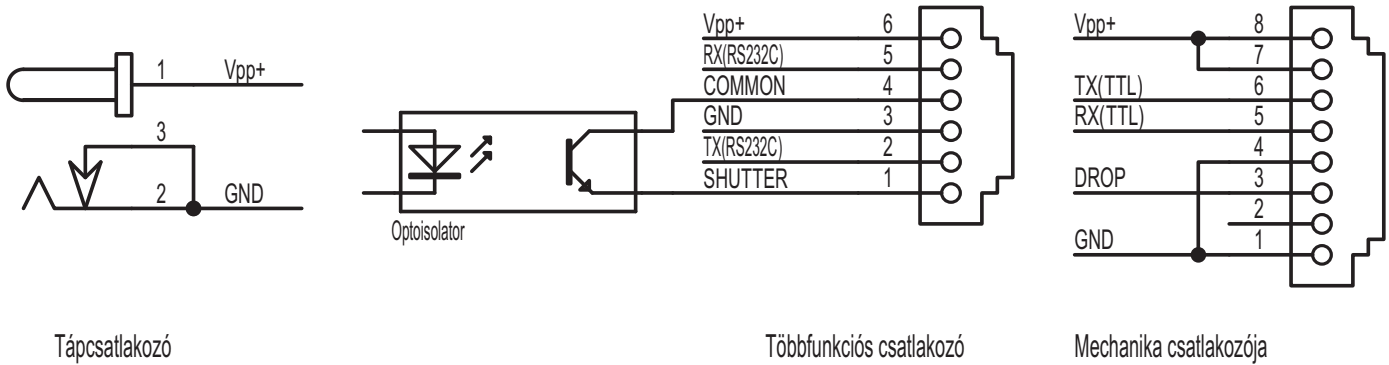 1 Vpp+
3
2 GND
Optoisolator
Vpp+ 6
RX(RS232C) 5
COMMON 4
GND 3
TX(RS232C) 2
SHUTTER 1
Vpp+ 8
7
TX(TTL) 6
RX(TTL) 5
4
DROP 3
2
GND 1
Tápcsatlakozó
Többfunkciós csatlakozó
Mechanika csatlakozója